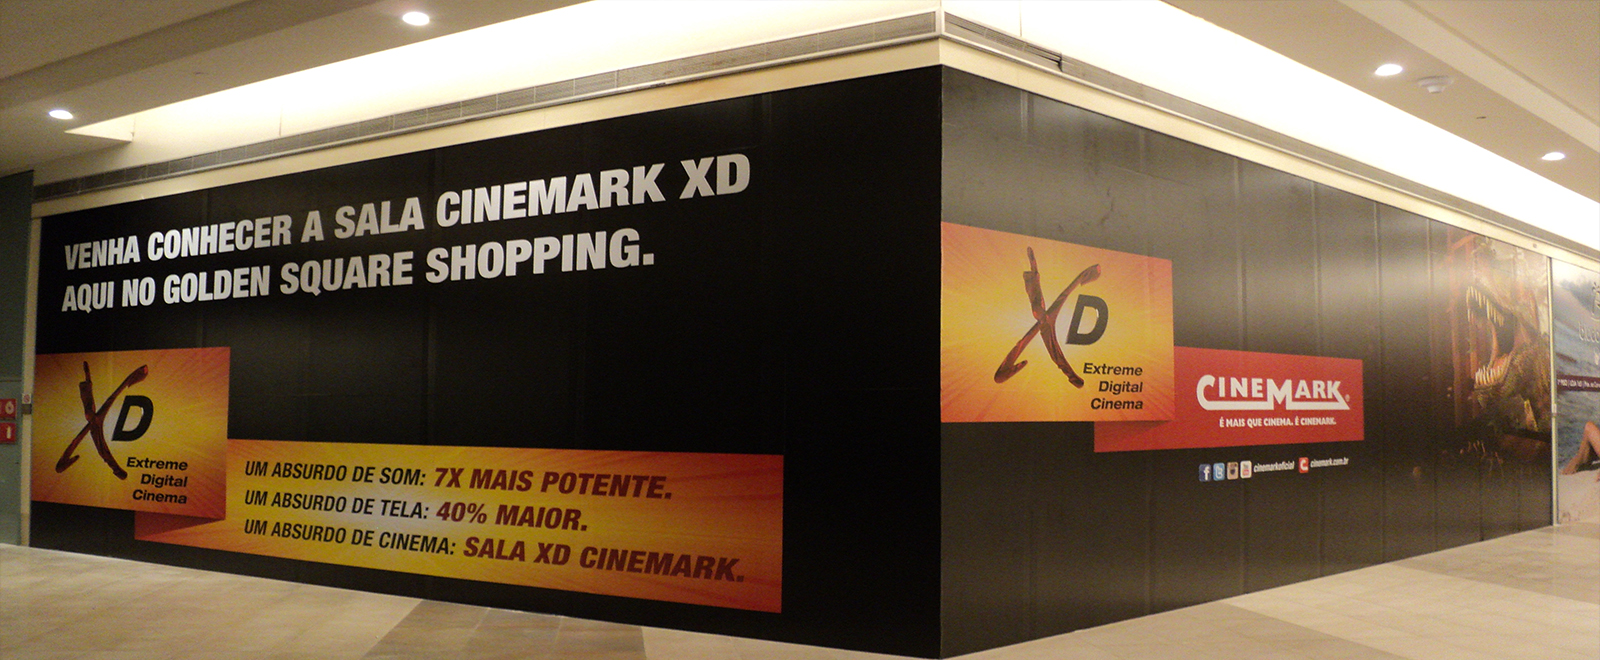 VENHA CONHECER A SALA CINEMARK XD
AQUI NO GOLDEN SQUARE SHOPPING.
XD
Extreme
Digital
Cinema
UM ABSURDO DE SOM: 7X MAIS POTENTE.
UM ABSURDO DE TELA: 40% MAIOR.
UM ABSURDO DE CINEMA: SALA XD CINEMARK.
XD
Extreme
Digital
Cinema
CINEMARK®
É MAIS QUE CINEMA. É CINEMARK.
cinemarkoficial cinemark.com.br